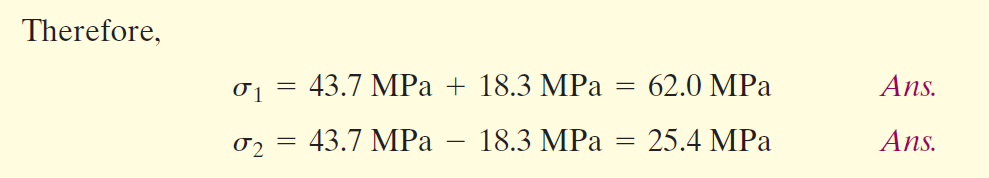 Therefore,
σ₁ = 43.7 MPa + 18.3 MPa = 62.0 MPa Ans.
σ₂ = 43.7 MPa − 18.3 MPa = 25.4 MPa Ans.